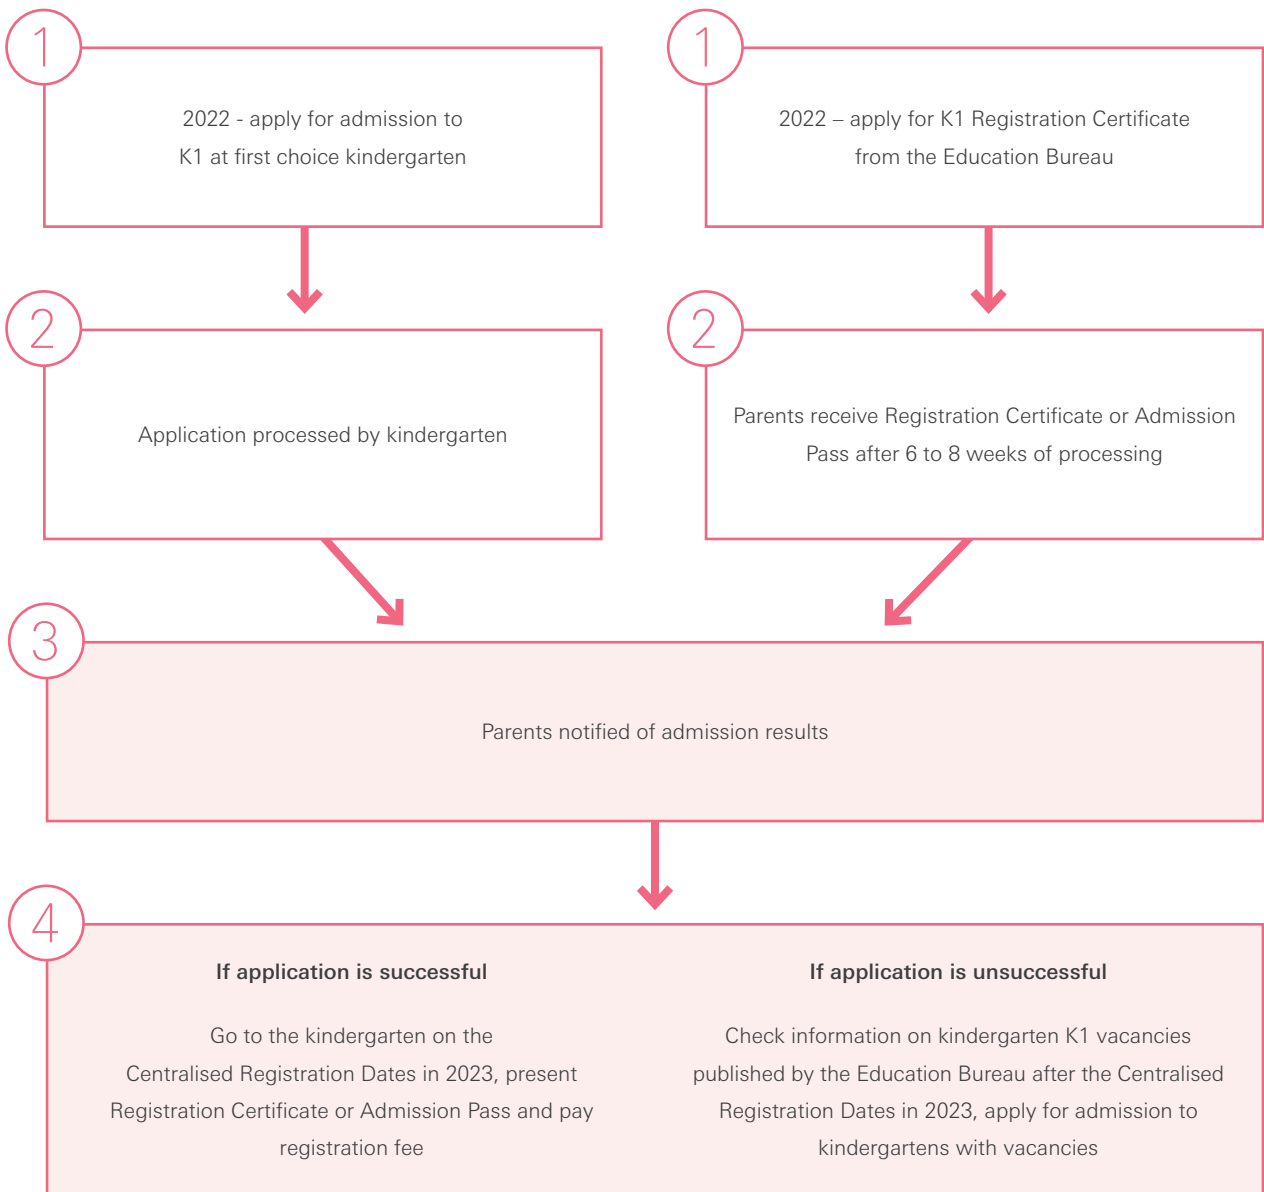 1
2022 - apply for admission to
K1 at first choice kindergarten
1
2022 – apply for K1 Registration Certificate
from the Education Bureau
2
Application processed by kindergarten
2
Parents receive Registration Certificate or Admission
Pass after 6 to 8 weeks of processing
3
Parents notified of admission results
4
If application is successful
Go to the kindergarten on the
Centralised Registration Dates in 2023, present
Registration Certificate or Admission Pass and pay
registration fee
If application is unsuccessful
Check information on kindergarten K1 vacancies
published by the Education Bureau after the Centralised
Registration Dates in 2023, apply for admission to
kindergartens with vacancies